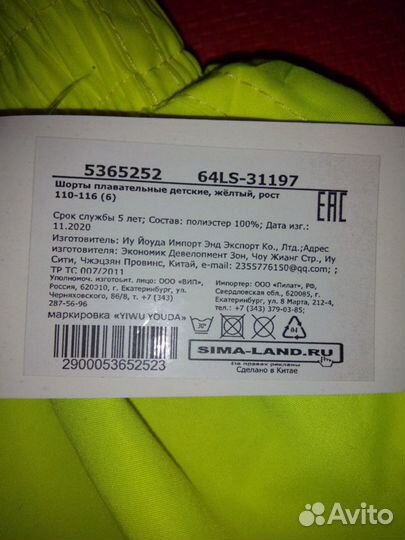 5365252 64LS-31197
Шорты плавательные детские, жёлтый, рост
110-116 (6)
EAC
Срок службы 5 лет; Состав: полиэстер 100%; Дата изг.:
11.2020
Изготовитель: Иу Йоуда Импорт Энд Экспорт Ко., Лтд.;Адрес
изготовителя: Экономик Девелопмент Зон, Чоу Жианг Стр., Иу
Сити, Чжэцзян Провинс, Китай, e-mail: 2355776150@qq.com; ;
ТР ТС 007/2011
Уполномоч. изготовит. лицо: ООО «ВИП»,
Россия, 620010, г. Екатеринбург, ул.
Черняховского, 86/8, т. +7 (343)
287-56-96
Импортер: ООО «Пилат», РФ,
Свердловская обл., 620085, г.
Екатеринбург, ул. 8 Марта, 212-4,
тел.: +7 (343) 379-03-85;
маркировка «YIWU YOUDA»
30°
SIMA-LAND.RU
Сделано в Китае
2900053652523
Avito